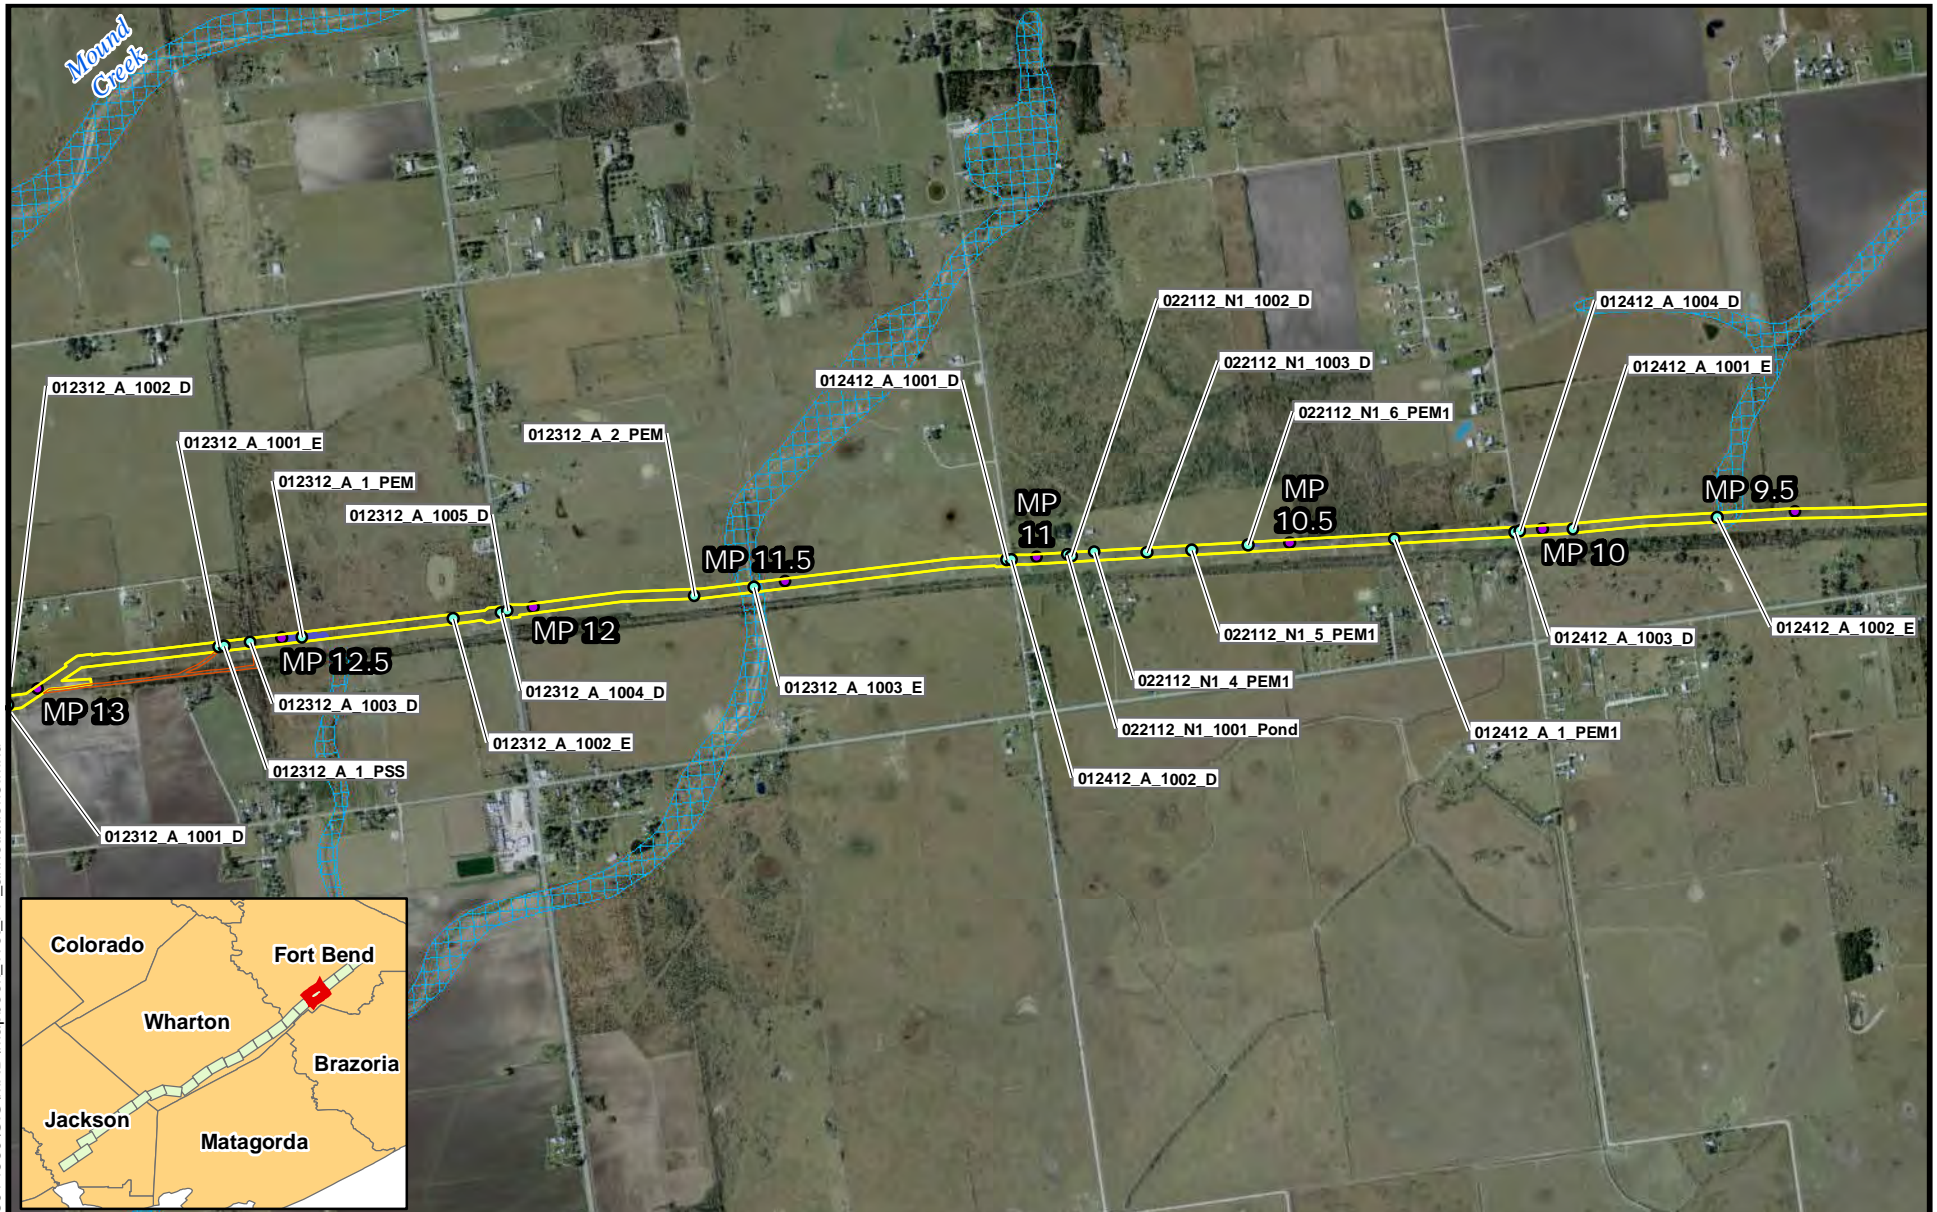 Mound
Creek
022112_N1_1002_D
012412_A_1004_D
022112_N1_1003_D
012412_A_1001_E
012312_A_1002_D
012412_A_1001_D
022112_N1_6_PEM1
012312_A_1001_E
012312_A_2_PEM
012312_A_1_PEM
012312_A_1005_D
MP
11
MP
10.5
MP 9.5
MP 10
MP 11.5
MP 12
MP 12.5
MP 13
022112_N1_5_PEM1
012412_A_1003_D
012412_A_1002_E
022112_N1_4_PEM1
012312_A_1003_E
012312_A_1004_D
012312_A_1003_D
022112_N1_1001_Pond
012412_A_1_PEM1
012312_A_1002_E
012312_A_1_PSS
012412_A_1002_D
012312_A_1001_D
Colorado
Fort Bend
Wharton
Brazoria
Jackson
Matagorda